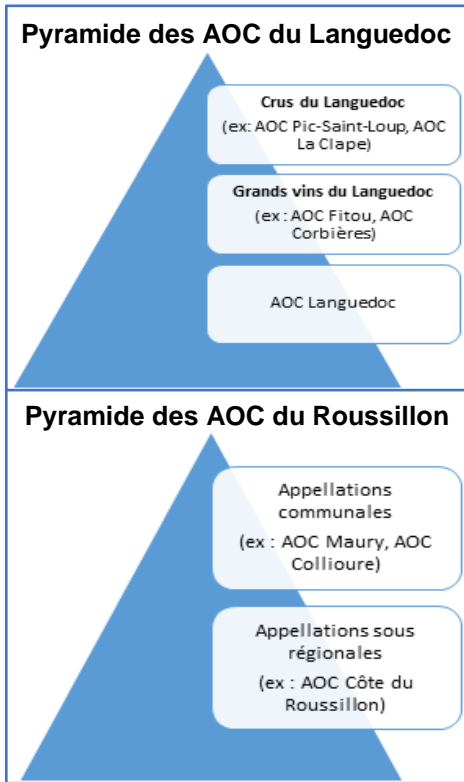 Pyramide des AOC du Languedoc
Crus du Languedoc
(ex: AOC Pic-Saint-Loup, AOC
La Clape)
Grands vins du Languedoc
(ex : AOC Fitou, AOC
Corbières)
AOC Languedoc
Pyramide des AOC du Roussillon
Appellations
communales
(ex : AOC Maury, AOC
Collioure)
Appellations sous
régionales
(ex : AOC Côte du
Roussillon)